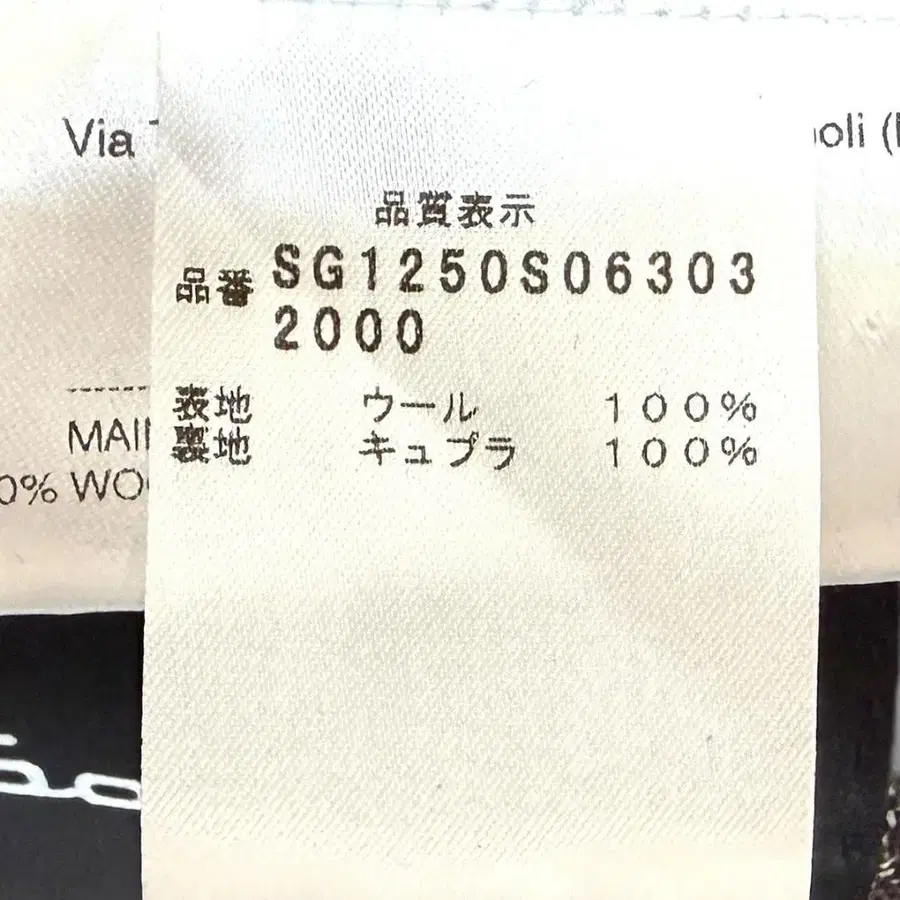 Via
oli (
品質表示
品番 SG1250S06303
2000
表地 ウール 100%
裏地 キュプラ 100%
MAI
0% WO